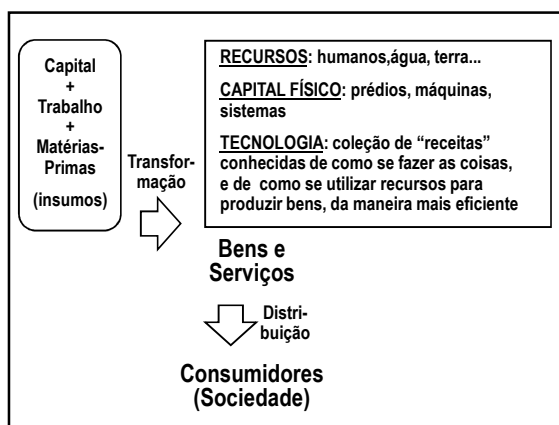 Capital
+
Trabalho
+
Matérias-
Primas
(insumos)
Transfor-
mação
RECURSOS: humanos,água, terra...
CAPITAL FÍSICO: prédios, máquinas,
sistemas
TECNOLOGIA: coleção de “receitas”
conhecidas de como se fazer as coisas,
e de como se utilizar recursos para
produzir bens, da maneira mais eficiente
Bens e
Serviços
Distri-
buição
Consumidores
(Sociedade)